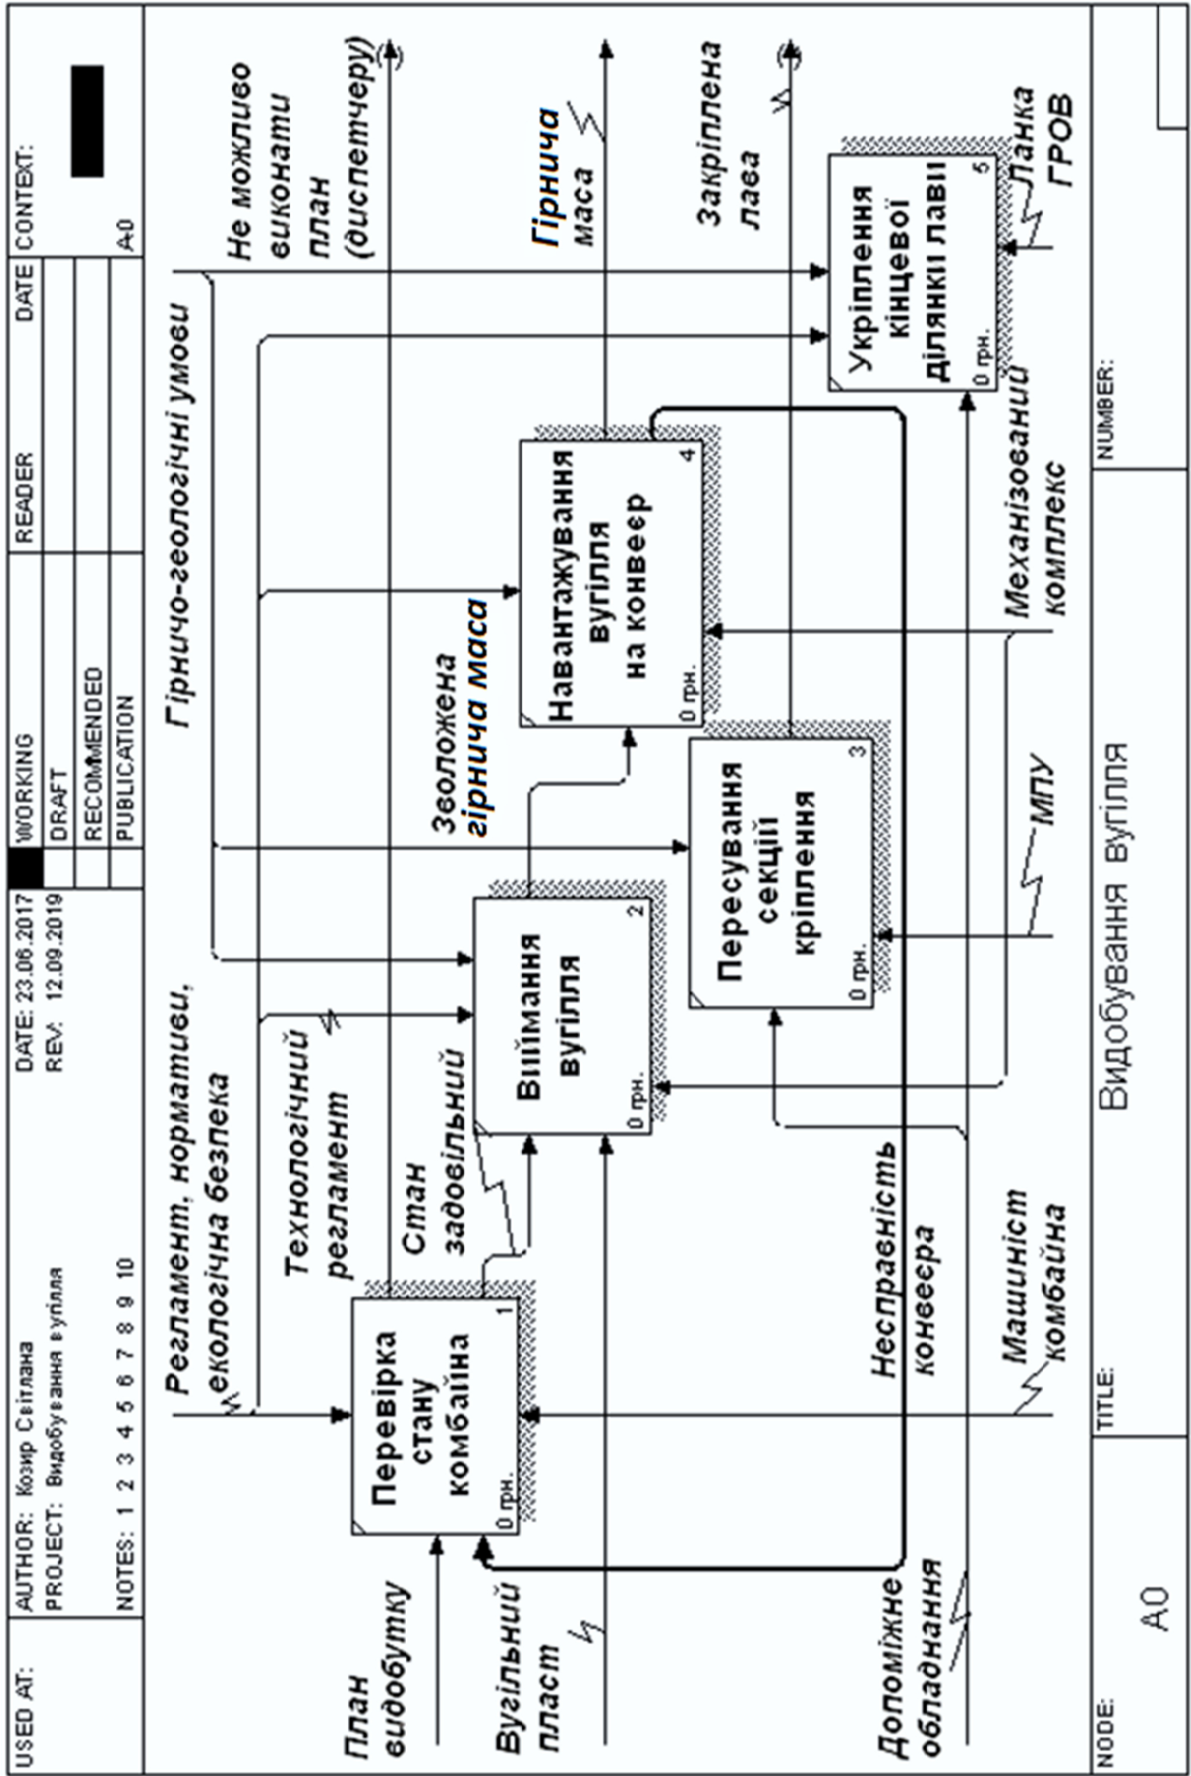 USED AT:
AUTHOR: Козир Світлана
DATE: 23.06.2017
WORKING
READER
DATE
CONTEXT:
PROJECT: Видобування вугілля
REV: 12.09.2019
DRAFT
RECOMMENDED
NOTES: 1 2 3 4 5 6 7 8 9 10
PUBLICATION
A0
Регламент, нормативи,
екологічна безпека
Гірничо-геологічні умови
Не можливо
виконати
план
(диспетчеру)
Технологічний
регламент
Стан
задовільний
Зволожена
гірнича маса
Гірнича
маса
Закріплена
лава
План
видобутку
Перевірка
стану
комбайна
0 грн.
1
Вугільний
пласт
Виймання
вугілля
0 грн.
2
Навантажування
вугілля
на конвеєр
0 грн.
4
Пересування
секцій
кріплення
0 грн.
3
Укріплення
кінцевої
ділянки лави
0 грн.
5
Допоміжне
обладнання
Несправність
конвеєра
Машиніст
комбайна
МПУ
Механізований
комплекс
Ланка
ГРОВ
NODE:
A0
TITLE:
Видобування вугілля
NUMBER: